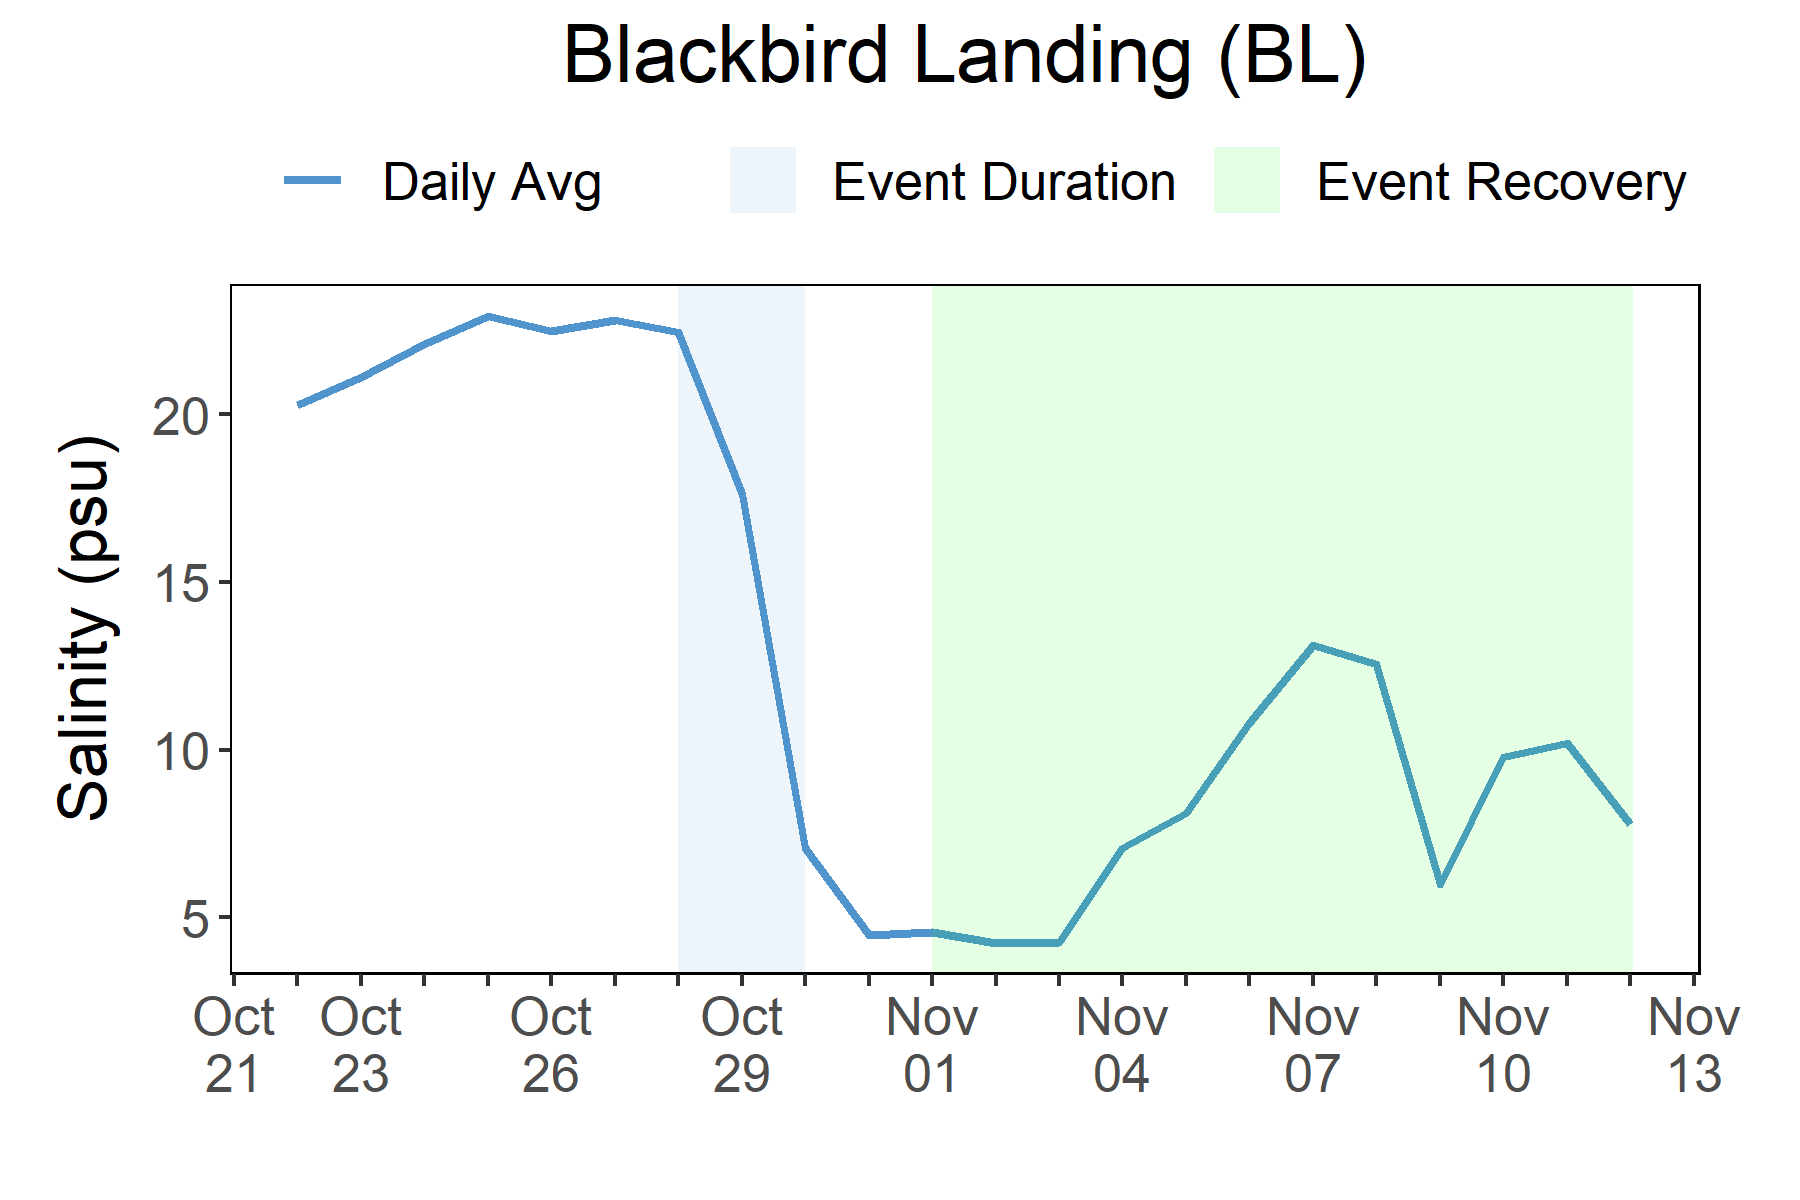 Blackbird Landing (BL)
Daily Avg Event Duration Event Recovery
Salinity (psu)
20
15
10
5
Oct Oct Oct Oct Nov Nov Nov Nov Nov
21 23 26 29 01 04 07 10 13